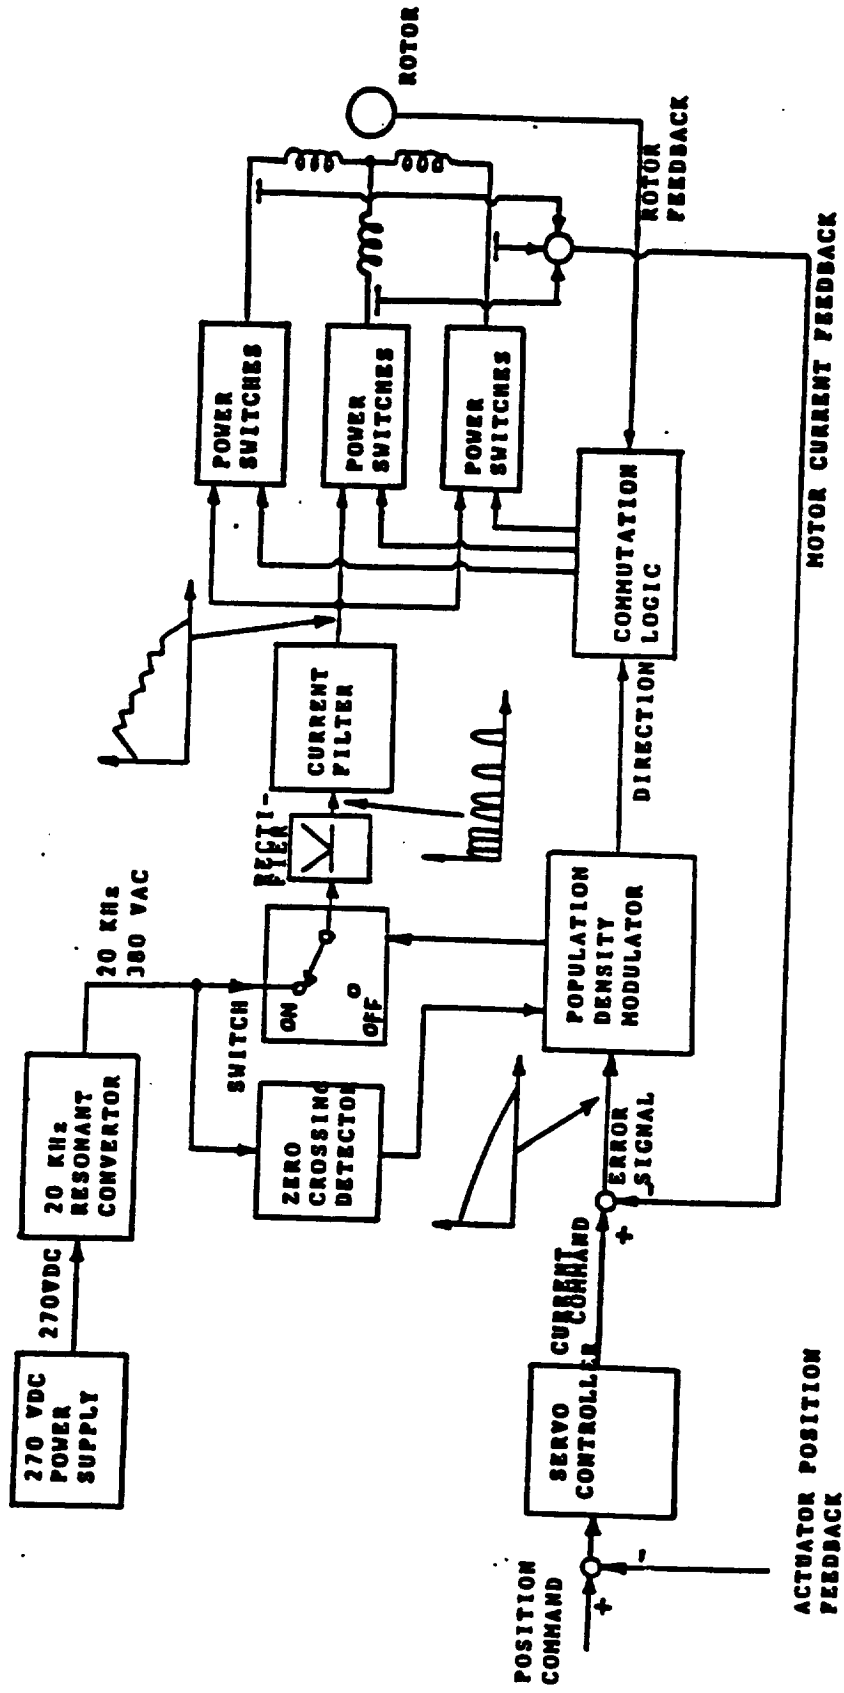 270 VDC
POWER
SUPPLY
270VDC
20 KHz
RESONANT
CONVERTOR
20 KHz
380 VAC
SWITCH
ON
OFF
ZERO
CROSSING
DETECTOR
RECTI-
FIER
CURRENT
FILTER
POWER
SWITCHES
POWER
SWITCHES
POWER
SWITCHES
ROTOR
ROTOR
FEEDBACK
MOTOR CURRENT FEEDBACK
COMMUTATION
LOGIC
DIRECTION
POPULATION
DENSITY
MODULATOR
ERROR
SIGNAL
+
-
CURRENT
COMMAND
SERVO
CONTROLLER
POSITION
COMMAND
+
-
ACTUATOR POSITION
FEEDBACK